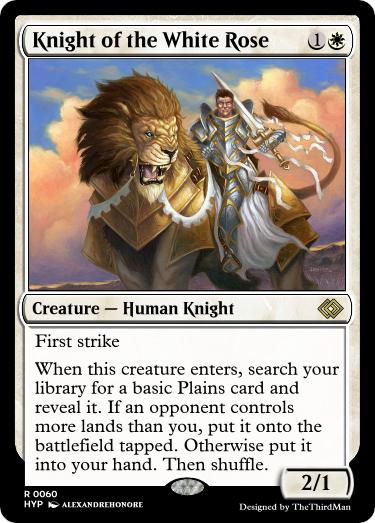 Knight of the White Rose 1
Creature — Human Knight
First strike
When this creature enters, search your
library for a basic Plains card and
reveal it. If an opponent controls
more lands than you, put it onto the
battlefield tapped. Otherwise put it
into your hand. Then shuffle.
2/1
R 0060
HYP ALEXANDREHONORE
Designed by TheThirdMan